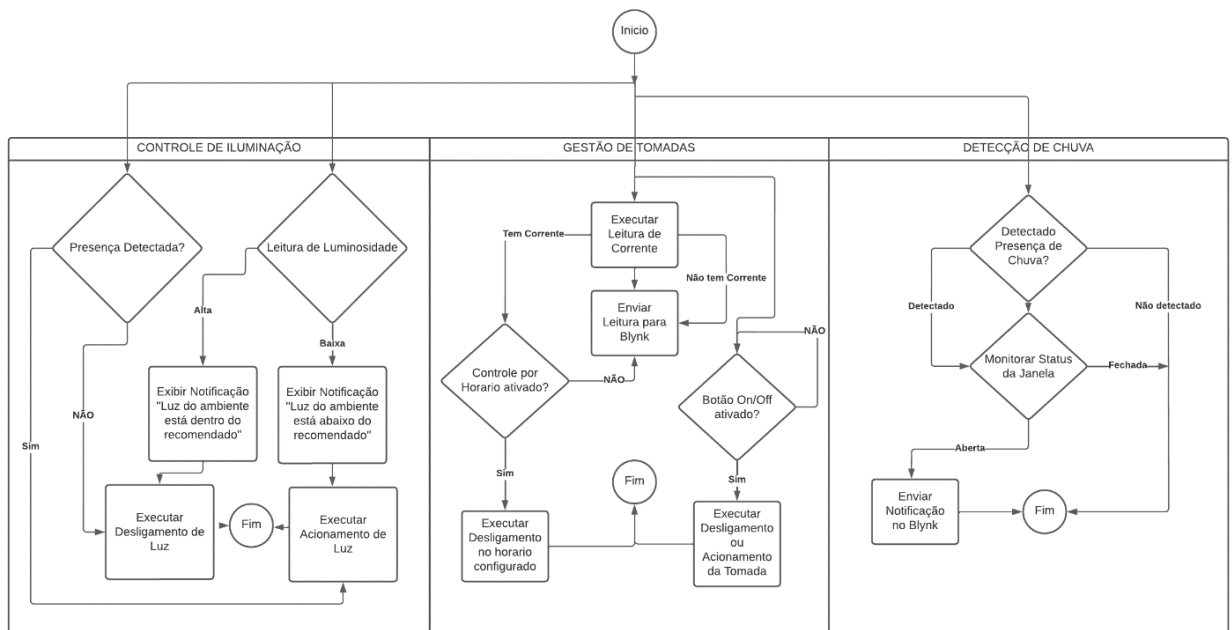 Inicio
CONTROLE DE ILUMINAÇÃO
Presença Detectada?
Leitura de Luminosidade
Alta
Baixa
Exibir Notificação
"Luz do ambiente
está dentro do
recomendado"
Exibir Notificação
"Luz do ambiente
está abaixo do
recomendado"
NÃO
Sim
Executar
Desligamento de
Luz
Fim
Executar
Acionamento de
Luz
GESTÃO DE TOMADAS
Executar
Leitura de
Corrente
Tem Corrente
Não tem Corrente
Enviar
Leitura para
Blynk
Controle por
Horario ativado?
NÃO
NÃO
Botão On/Off
ativado?
Sim
Fim
Sim
Executar
Desligamento
no horario
configurado
Executar
Desligamento
ou
Acionamento
da Tomada
DETECÇÃO DE CHUVA
Detectado
Presença de
Chuva?
Detectado
Não detectado
Monitorar Status
da Janela
Fechada
Aberta
Enviar
Notificação
no Blynk
Fim